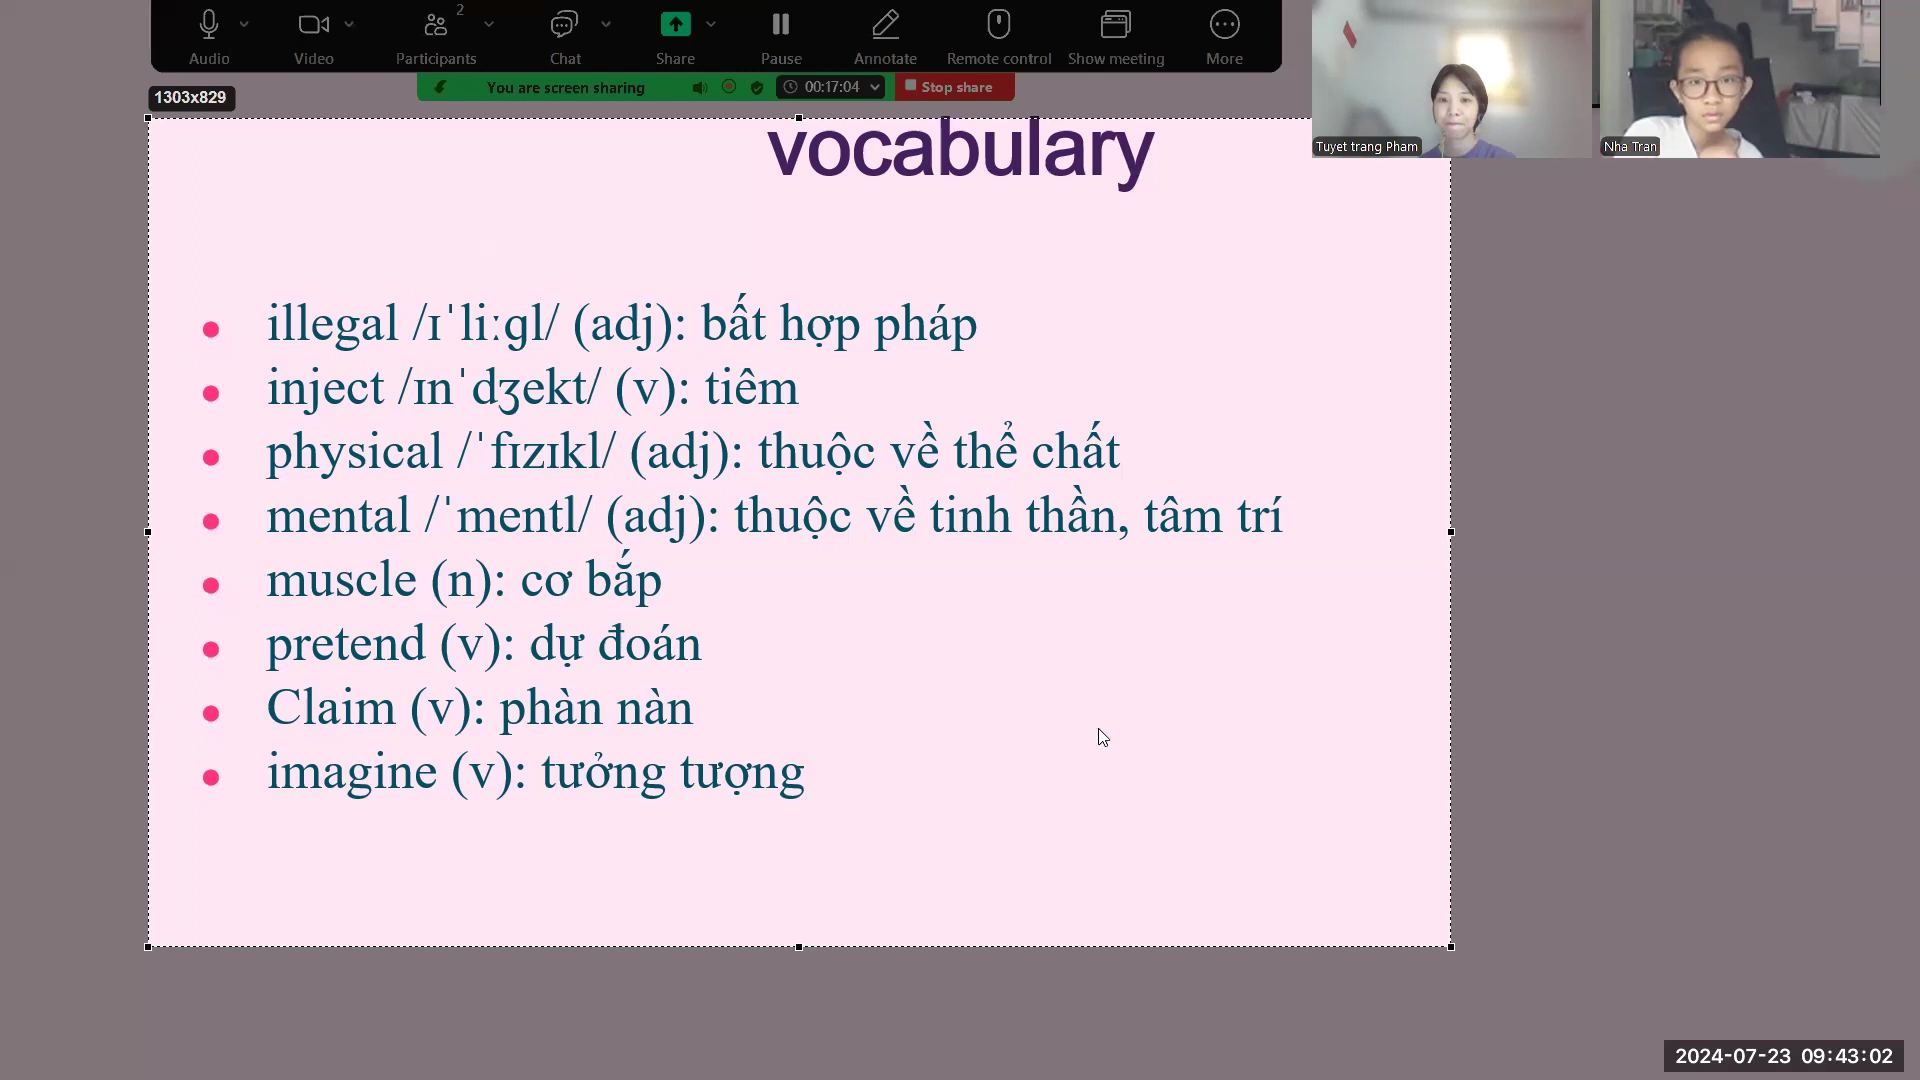 2
Audio Video Participants Chat Share Pause Annotate Remote control Show meeting More
You are screen sharing 00:17:04 Stop share
1303x829
Tuyet trang Pham Nha Tran
vocabulary
illegal /ɪˈliːɡl/ (adj): bất hợp pháp
inject /ɪnˈdʒekt/ (v): tiêm
physical /ˈfɪzɪkl/ (adj): thuộc về thể chất
mental /ˈmentl/ (adj): thuộc về tinh thần, tâm trí
muscle (n): cơ bắp
pretend (v): dự đoán
Claim (v): phàn nàn
imagine (v): tưởng tượng
2024-07-23 09:43:02